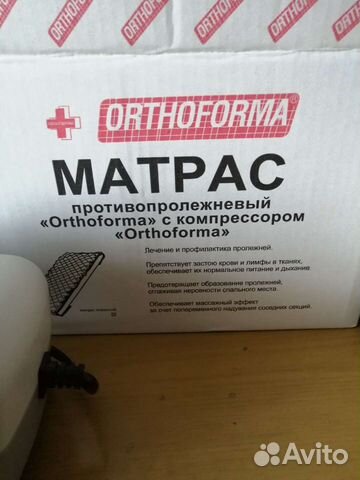 ORTHOFORMA
ORTHOFORMA®
МАТРАС
противопролежневый
«Orthoforma» с компрессором
«Orthoforma»
Лечение и профилактика пролежней.
Препятствует застою крови и лимфы в тканях,
обеспечивает их нормальное питание и дыхание
Предотвращает образование пролежней,
сглаживая неровности спального места.
Обеспечивает массажный эффект
за счет попеременного надувания соседних секций.
Avito